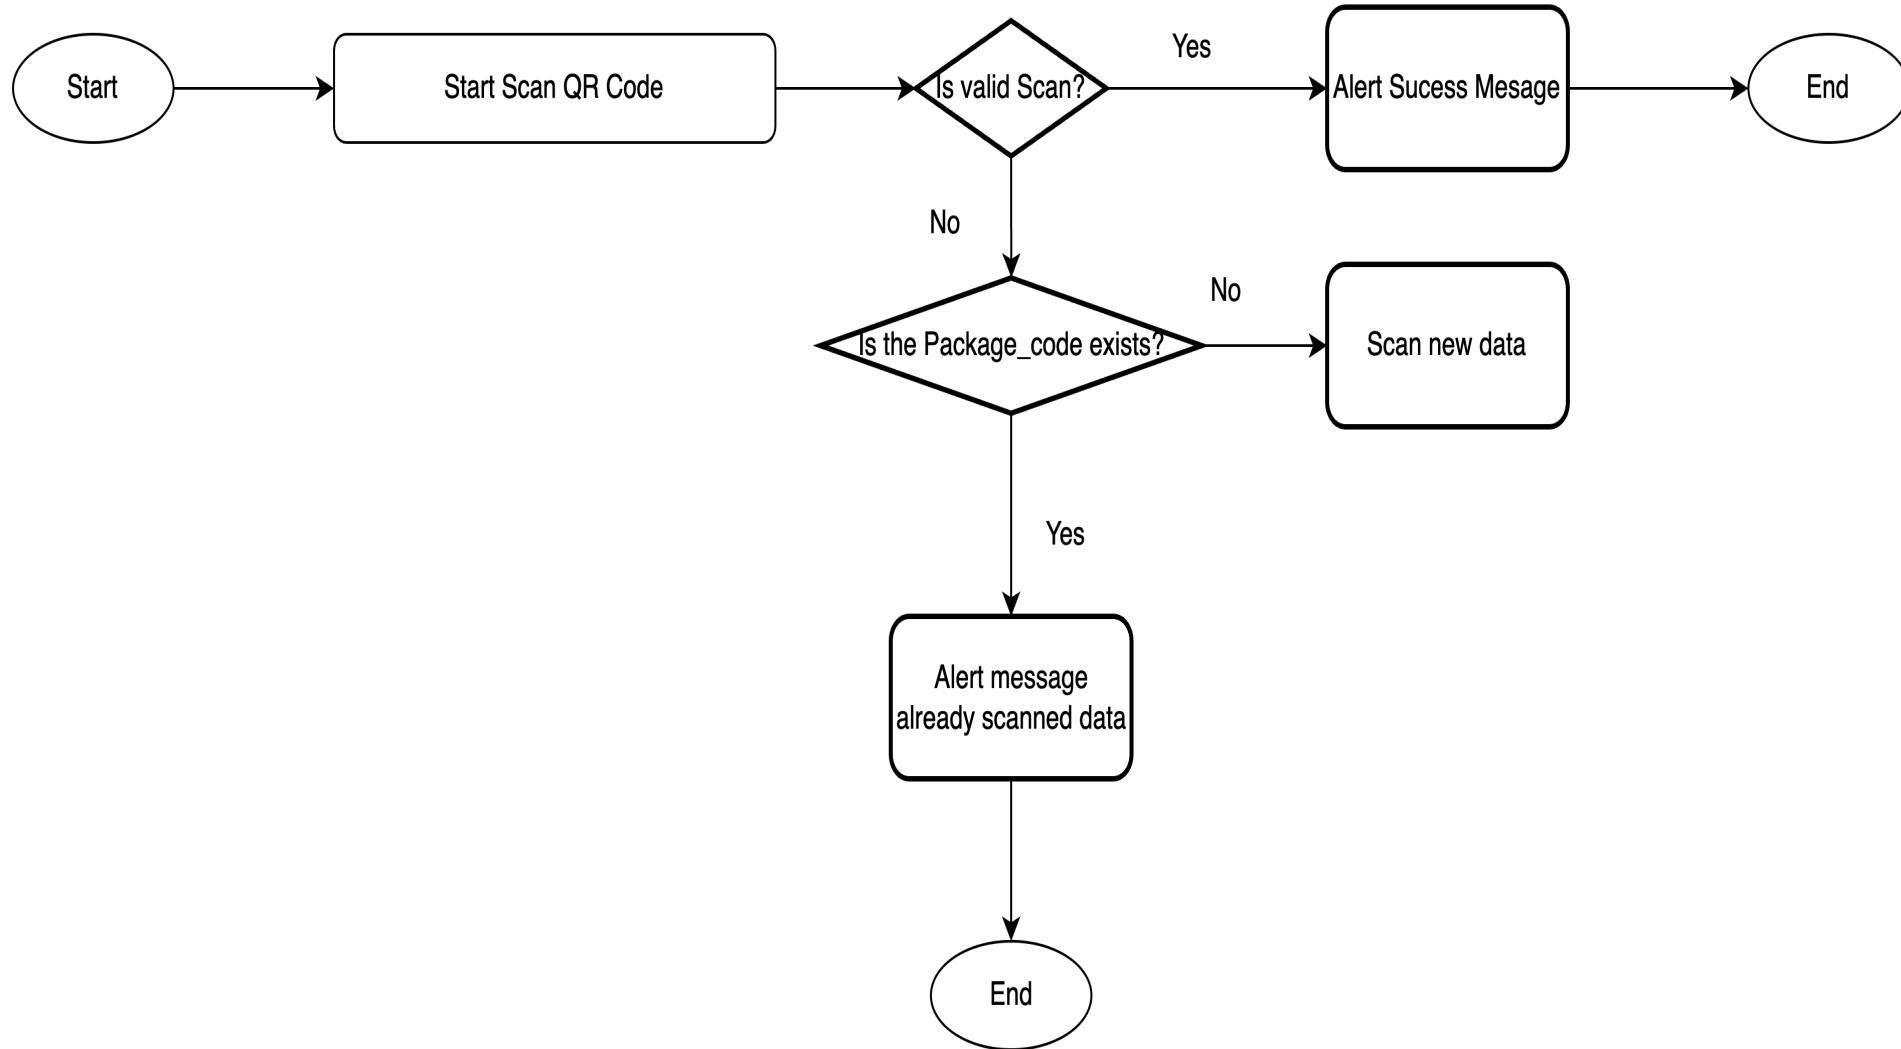 Start
Start Scan QR Code
Is valid Scan?
Yes
Alert Sucess Mesage
End
No
Is the Package_code exists?
No
Scan new data
Yes
Alert message
already scanned data
End